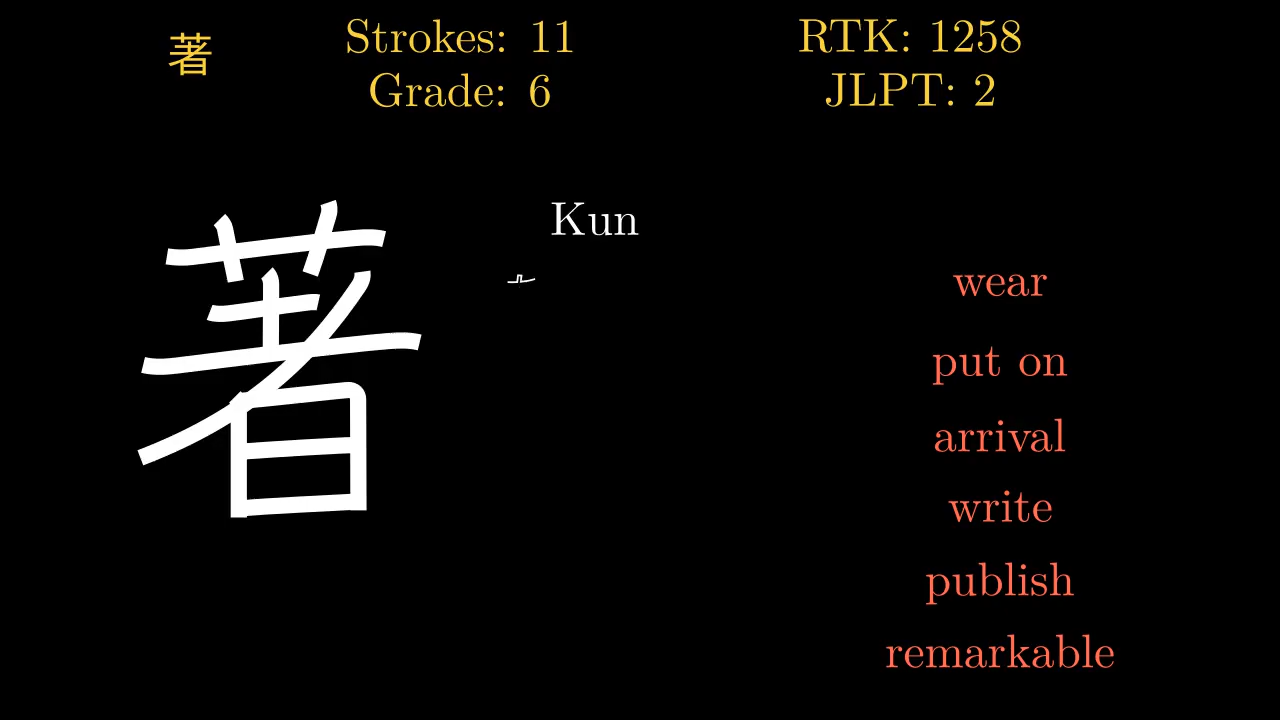 著
Strokes: 11
Grade: 6
RTK: 1258
JLPT: 2
著
Kun
wear
put on
arrival
write
publish
remarkable